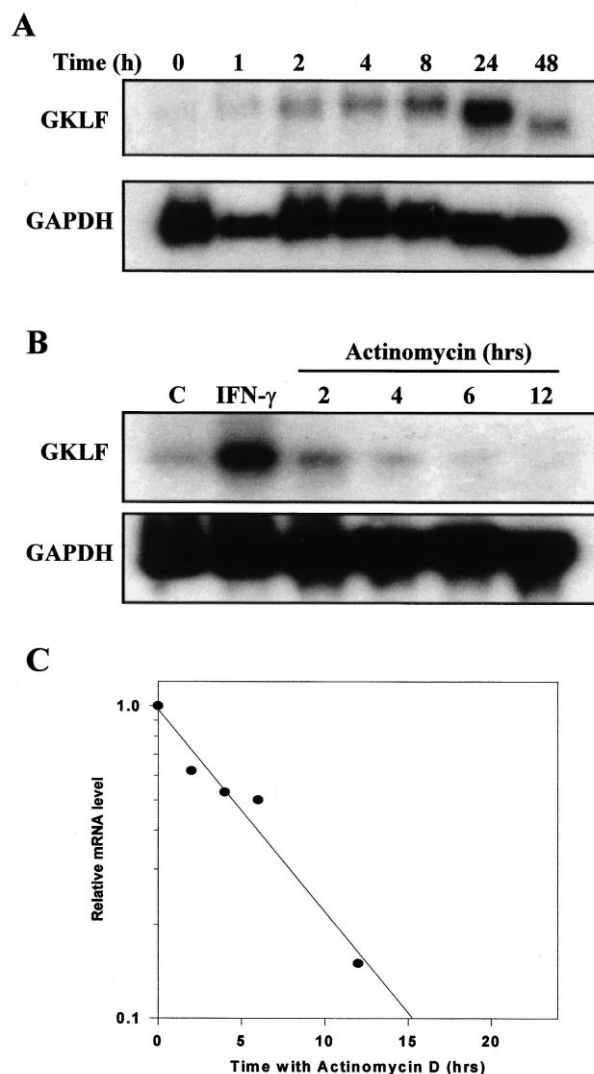 A
Time (h) 0 1 2 4 8 24 48
GKLF
GAPDH
B
Actinomycin (hrs)
C IFN-γ 2 4 6 12
GKLF
GAPDH
C
1.0
Relative mRNA level
0.1
0 5 10 15 20
Time with Actinomycin D (hrs)